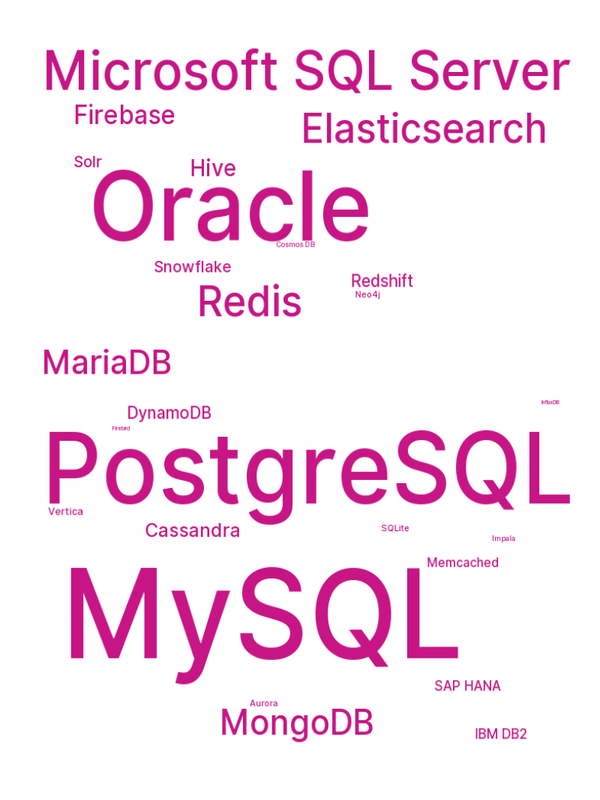 Microsoft SQL Server
Firebase
Elasticsearch
Solr
Hive
Oracle
Cosmos DB
Snowflake
Redshift
Neo4j
Redis
MariaDB
InfluxDB
DynamoDB
Firebird
PostgreSQL
Vertica
Cassandra
SQLite
Impala
Memcached
MySQL
SAP HANA
Aurora
MongoDB
IBM DB2